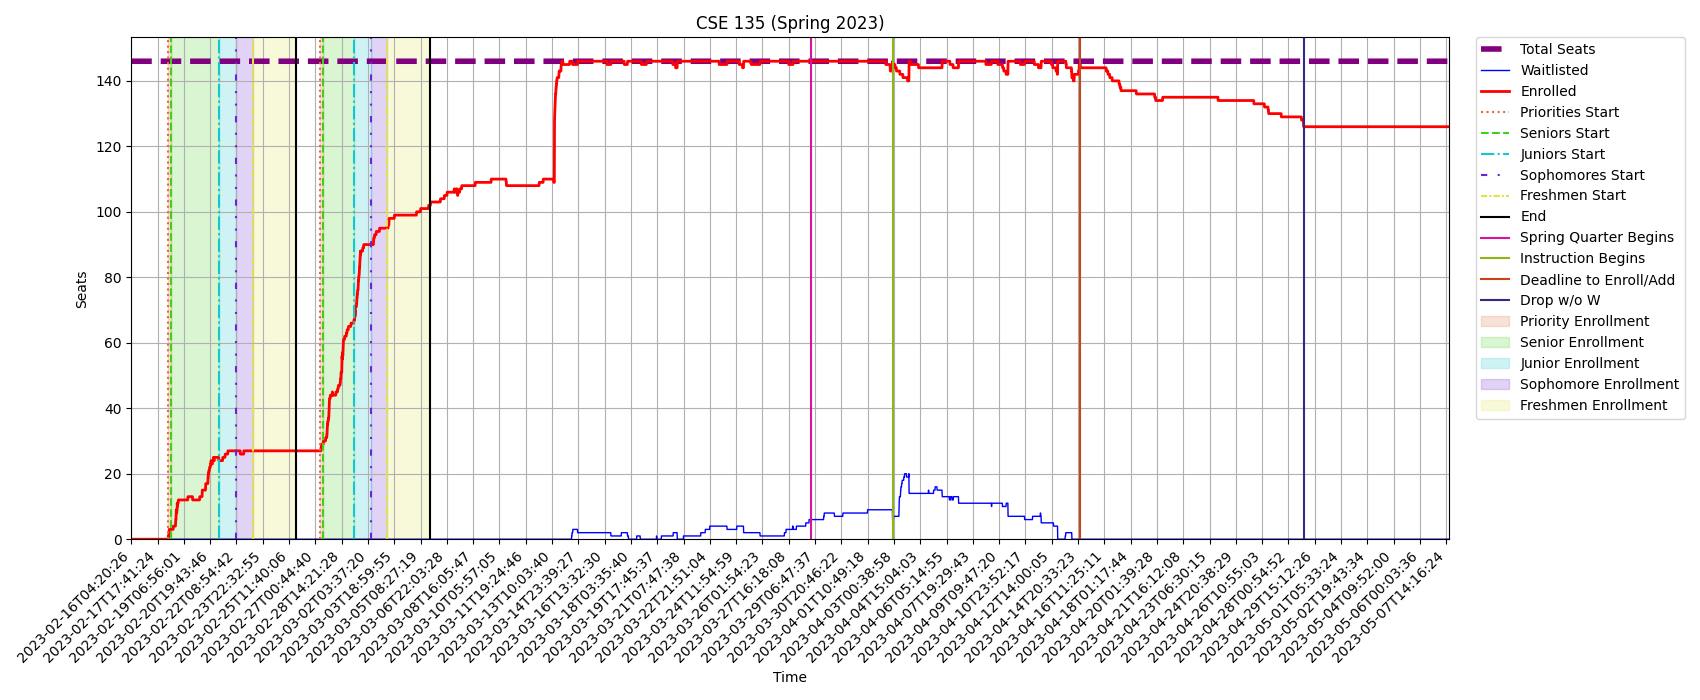 CSE 135 (Spring 2023)
Seats
140
120
100
80
60
40
20
0
2023-02-16T04:20:26
2023-02-17T17:41:24
2023-02-19T06:56:01
2023-02-20T19:43:46
2023-02-22T08:54:42
2023-02-23T22:32:55
2023-02-25T11:40:06
2023-02-27T00:44:40
2023-02-28T14:21:28
2023-03-02T03:37:20
2023-03-03T18:59:55
2023-03-05T08:27:19
2023-03-06T22:03:28
2023-03-08T16:05:47
2023-03-10T05:57:05
2023-03-11T19:24:46
2023-03-13T10:03:40
2023-03-14T23:39:27
2023-03-16T13:32:30
2023-03-18T03:35:40
2023-03-19T17:45:37
2023-03-21T07:47:38
2023-03-22T21:51:04
2023-03-24T11:54:59
2023-03-26T01:54:23
2023-03-27T16:18:08
2023-03-29T06:47:37
2023-03-30T20:46:22
2023-04-01T10:49:18
2023-04-03T00:38:58
2023-04-04T15:04:03
2023-04-06T05:14:55
2023-04-07T19:29:43
2023-04-09T09:47:20
2023-04-10T23:52:17
2023-04-12T14:00:05
2023-04-14T20:33:23
2023-04-16T11:25:11
2023-04-18T01:17:44
2023-04-20T01:39:28
2023-04-21T16:12:08
2023-04-23T06:30:15
2023-04-24T20:38:29
2023-04-26T10:55:03
2023-04-28T00:54:52
2023-04-29T15:12:26
2023-05-01T05:33:24
2023-05-02T19:43:34
2023-05-04T09:52:00
2023-05-06T00:03:36
2023-05-07T14:16:24
Time
Total Seats
Waitlisted
Enrolled
Priorities Start
Seniors Start
Juniors Start
Sophomores Start
Freshmen Start
End
Spring Quarter Begins
Instruction Begins
Deadline to Enroll/Add
Drop w/o W
Priority Enrollment
Senior Enrollment
Junior Enrollment
Sophomore Enrollment
Freshmen Enrollment